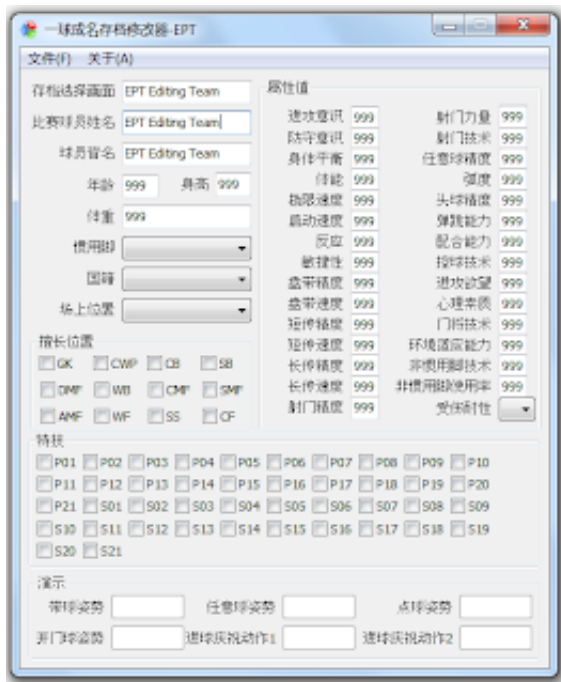 一球成名存档修改器-EPT
文件(F) 关于(A)
存档选择画面 EPT Editing Team
比赛球员姓名 EPT Editing Team
球员背名 EPT Editing Team
年龄 999 身高 999
体重 999
惯用脚
国籍
场上位置
擅长位置
GK CWP CB SB
DMF WB CMF SMF
AMF WF SS CF
属性值
进攻意识 999 射门力量 999
防守意识 999 射门技术 999
身体平衡 999 任意球精度 999
体能 999 弧度 999
极限速度 999 头球精度 999
启动速度 999 弹跳能力 999
反应 999 配合能力 999
敏捷性 999 控球技术 999
盘带精度 999 进攻欲望 999
盘带速度 999 心理素质 999
短传精度 999 门将技术 999
短传速度 999 环境适应能力 999
长传精度 999 非惯用脚技术 999
长传速度 999 非惯用脚使用率 999
射门精度 999 受伤耐性
特技
P01 P02 P03 P04 P05 P06 P07 P08 P09 P10
P11 P12 P13 P14 P15 P16 P17 P18 P19 P20
P21 S01 S02 S03 S04 S05 S06 S07 S08 S09
S10 S11 S12 S13 S14 S15 S16 S17 S18 S19
S20 S21
演示
带球姿势 任意球姿势 点球姿势
开门球姿势 进球庆祝动作1 进球庆祝动作2